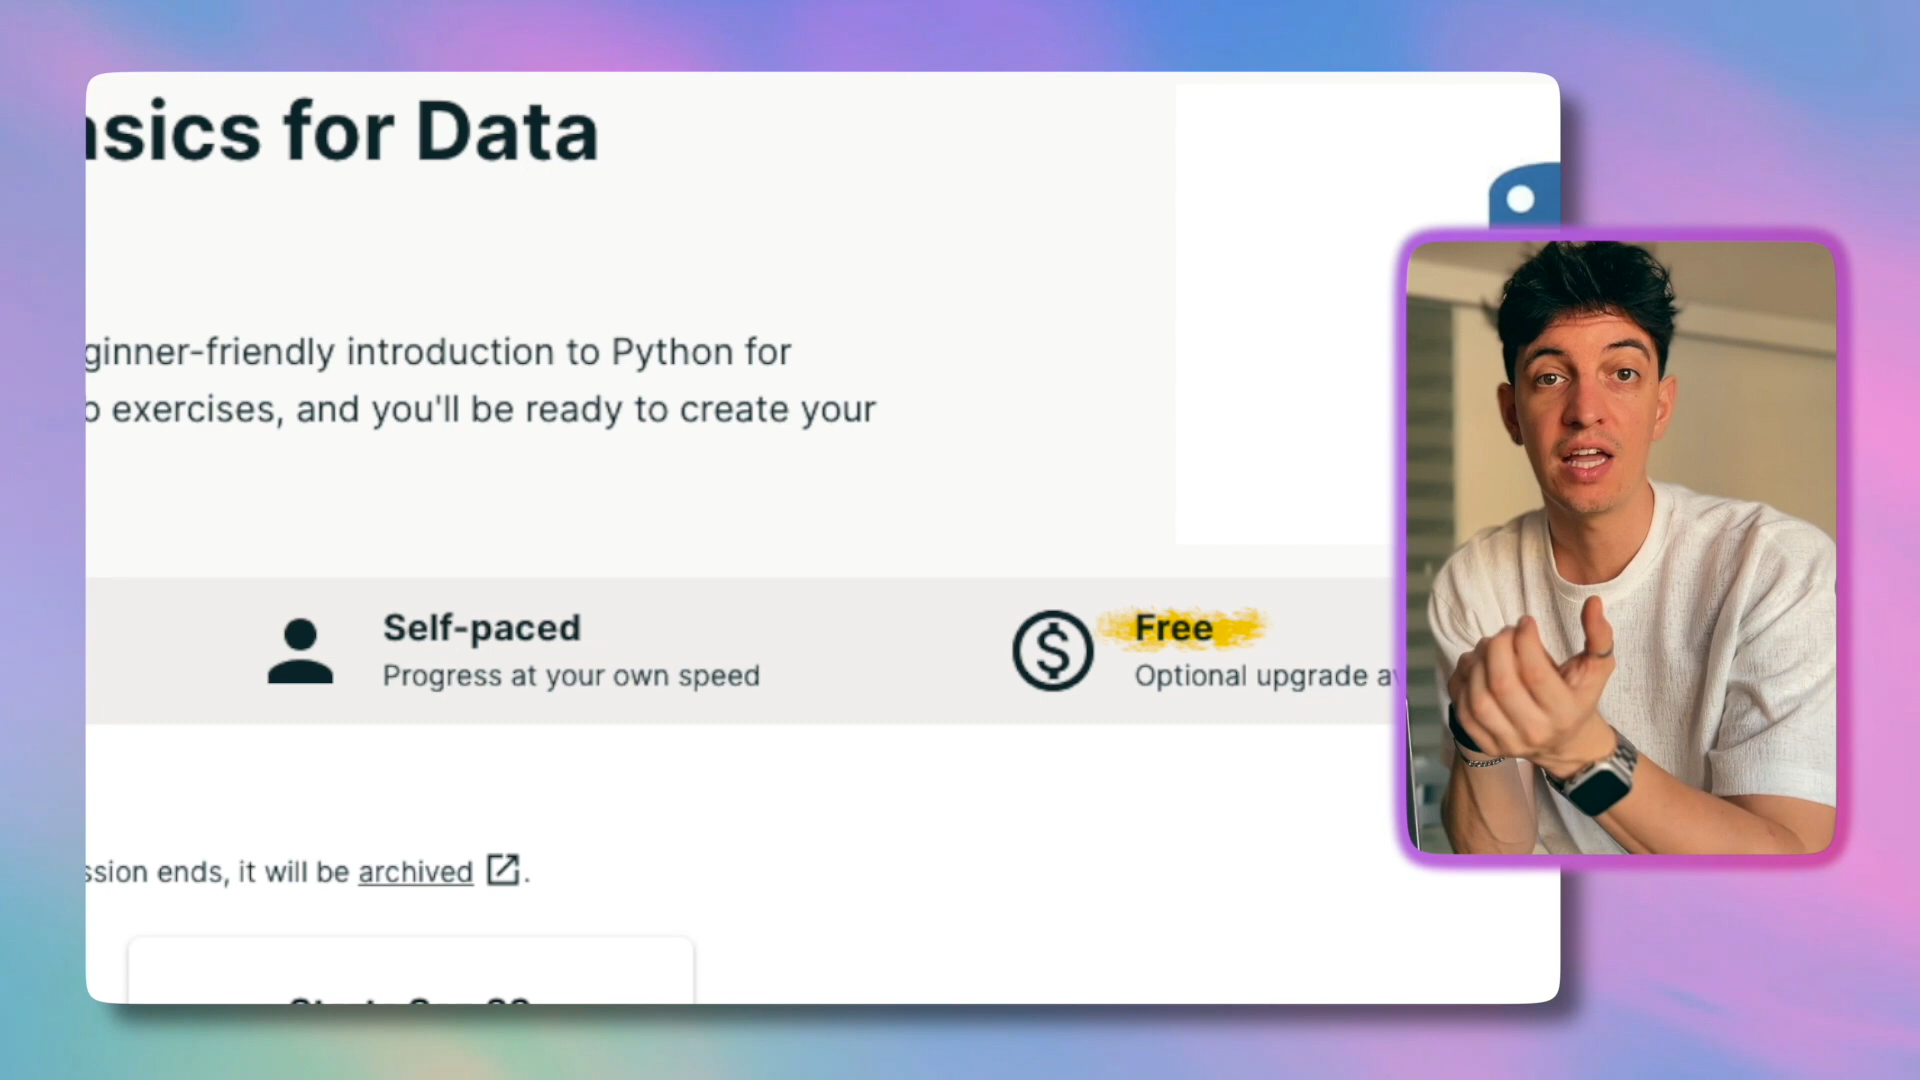 asics for Data
ginner-friendly introduction to Python for
exercises, and you'll be ready to create your
Self-paced
Progress at your own speed
Free
Optional upgrade
ssion ends, it will be archived.